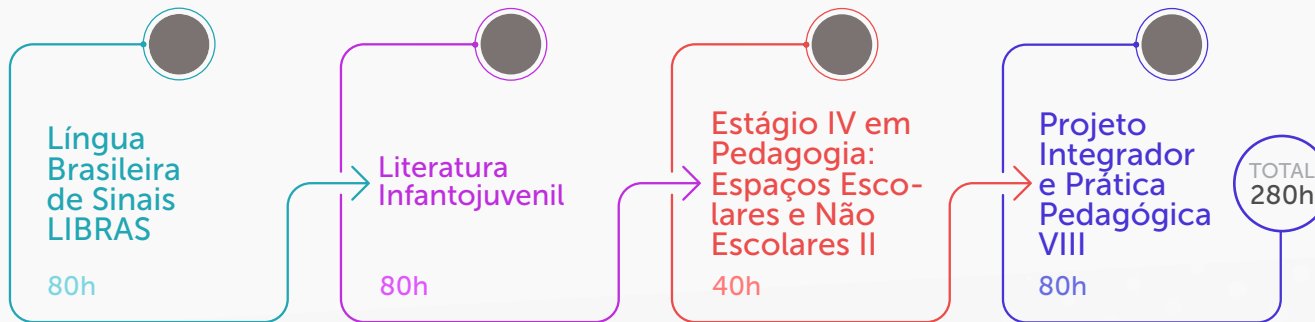 Língua
Brasileira
de Sinais
LIBRAS
80h
Literatura
Infantojuvenil
80h
Estágio IV em
Pedagogia:
Espaços Esco-
lares e Não
Escolares II
40h
Projeto
Integrador
e Prática
Pedagógica
VIII
80h
TOTAL
280h